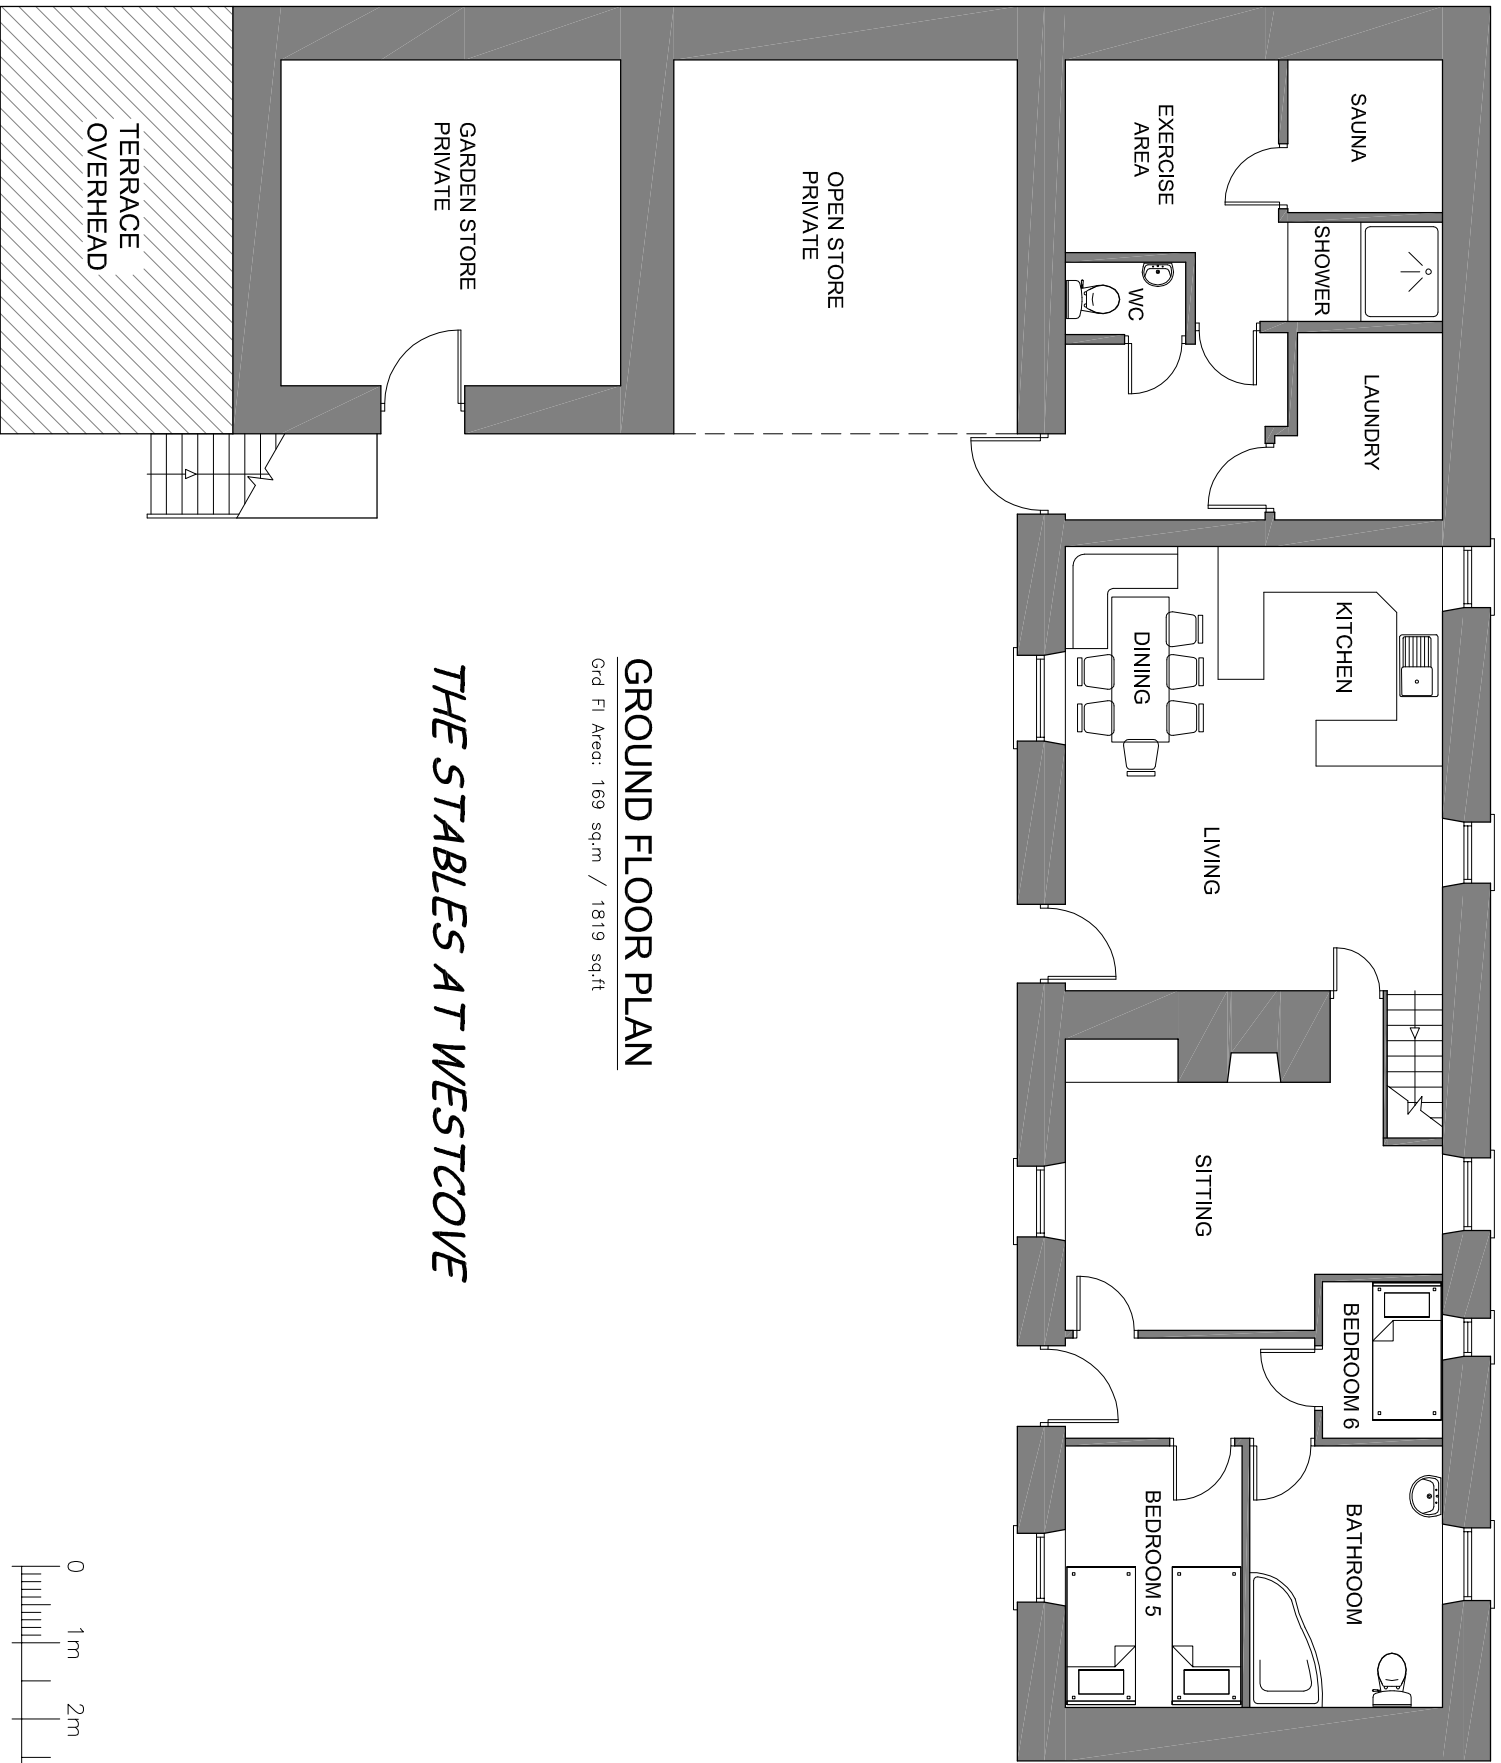 SAUNA
SHOWER
LAUNDRY
EXERCISE
AREA
WC
KITCHEN
DINING
LIVING
SITTING
BEDROOM 6
BATHROOM
BEDROOM 5
OPEN STORE
PRIVATE
GARDEN STORE
PRIVATE
TERRACE
OVERHEAD
GROUND FLOOR PLAN
Grd Fl Area: 169 sq.m / 1819 sq.ft
THE STABLES AT WESTCOVE
0 1m 2m